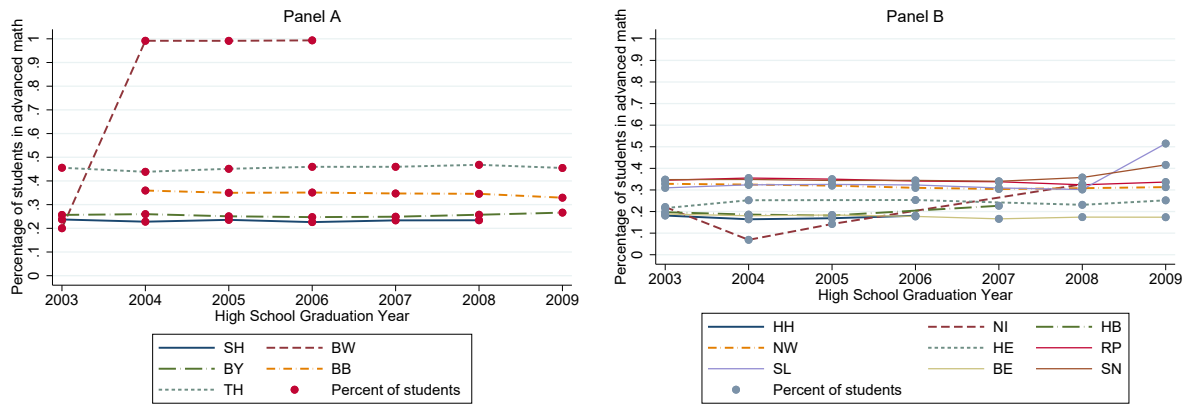 Panel A
Percentage of students in advanced math
1
.9
.8
.7
.6
.5
.4
.3
.2
.1
0
2003 2004 2005 2006 2007 2008 2009
High School Graduation Year
SH BW
BY BB
TH Percent of students
Panel B
Percentage of students in advanced math
1
.9
.8
.7
.6
.5
.4
.3
.2
.1
0
2003 2004 2005 2006 2007 2008 2009
High School Graduation Year
HH NI HB
NW HE RP
SL BE SN
Percent of students